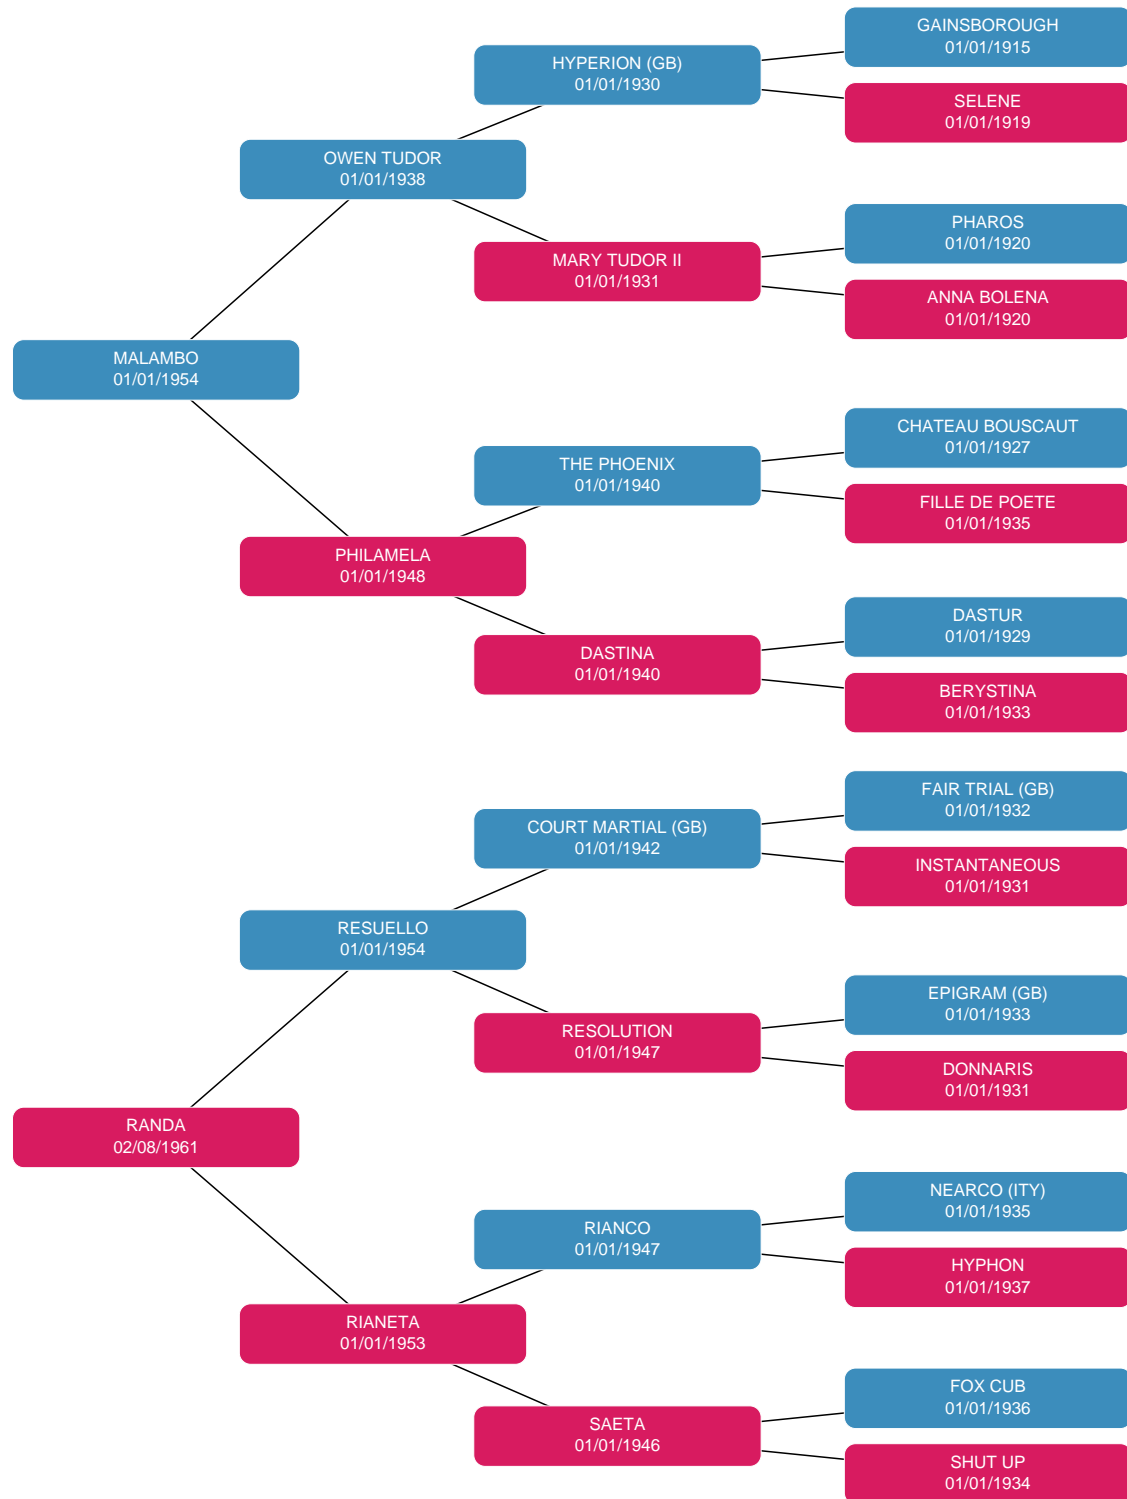 GAINSBOROUGH
01/01/1915
HYPERION (GB)
01/01/1930
SELENE
01/01/1919
OWEN TUDOR
01/01/1938
PHAROS
01/01/1920
MARY TUDOR II
01/01/1931
ANNA BOLENA
01/01/1920
MALAMBO
01/01/1954
CHATEAU BOUSCAUT
01/01/1927
THE PHOENIX
01/01/1940
FILLE DE POETE
01/01/1935
PHILAMELA
01/01/1948
DASTUR
01/01/1929
DASTINA
01/01/1940
BERYSTINA
01/01/1933
FAIR TRIAL (GB)
01/01/1932
COURT MARTIAL (GB)
01/01/1942
INSTANTANEOUS
01/01/1931
RESUELLO
01/01/1954
EPIGRAM (GB)
01/01/1933
RESOLUTION
01/01/1947
DONNARIS
01/01/1931
RANDA
02/08/1961
NEARCO (ITY)
01/01/1935
RIANCO
01/01/1947
HYPHON
01/01/1937
RIANETA
01/01/1953
FOX CUB
01/01/1936
SAETA
01/01/1946
SHUT UP
01/01/1934